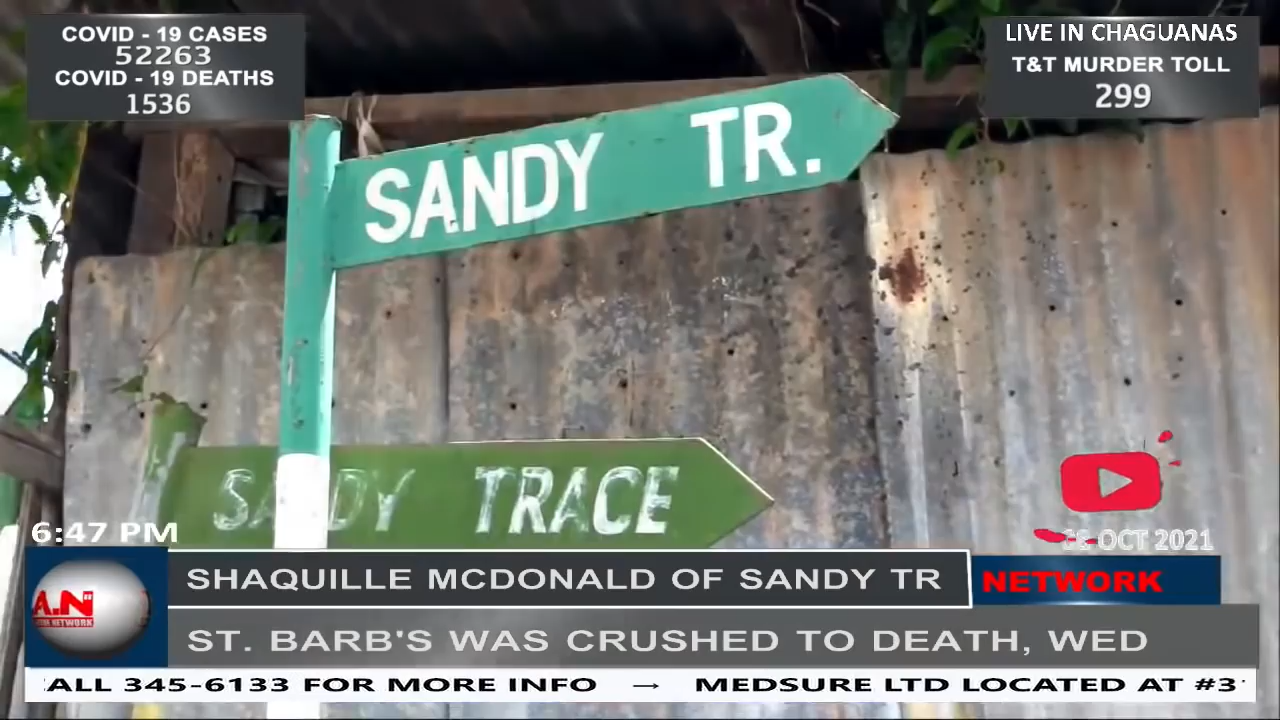 COVID - 19 CASES
52263
COVID - 19 DEATHS
1536
LIVE IN CHAGUANAS
T&T MURDER TOLL
299
SANDY TR.
SANDY TRACE
6:47 PM
OCT 2021
A.N
NETWORK
SHAQUILLE MCDONALD OF SANDY TR
NETWORK
ST. BARB'S WAS CRUSHED TO DEATH, WED
ALL 345-6133 FOR MORE INFO → MEDSURE LTD LOCATED AT #3